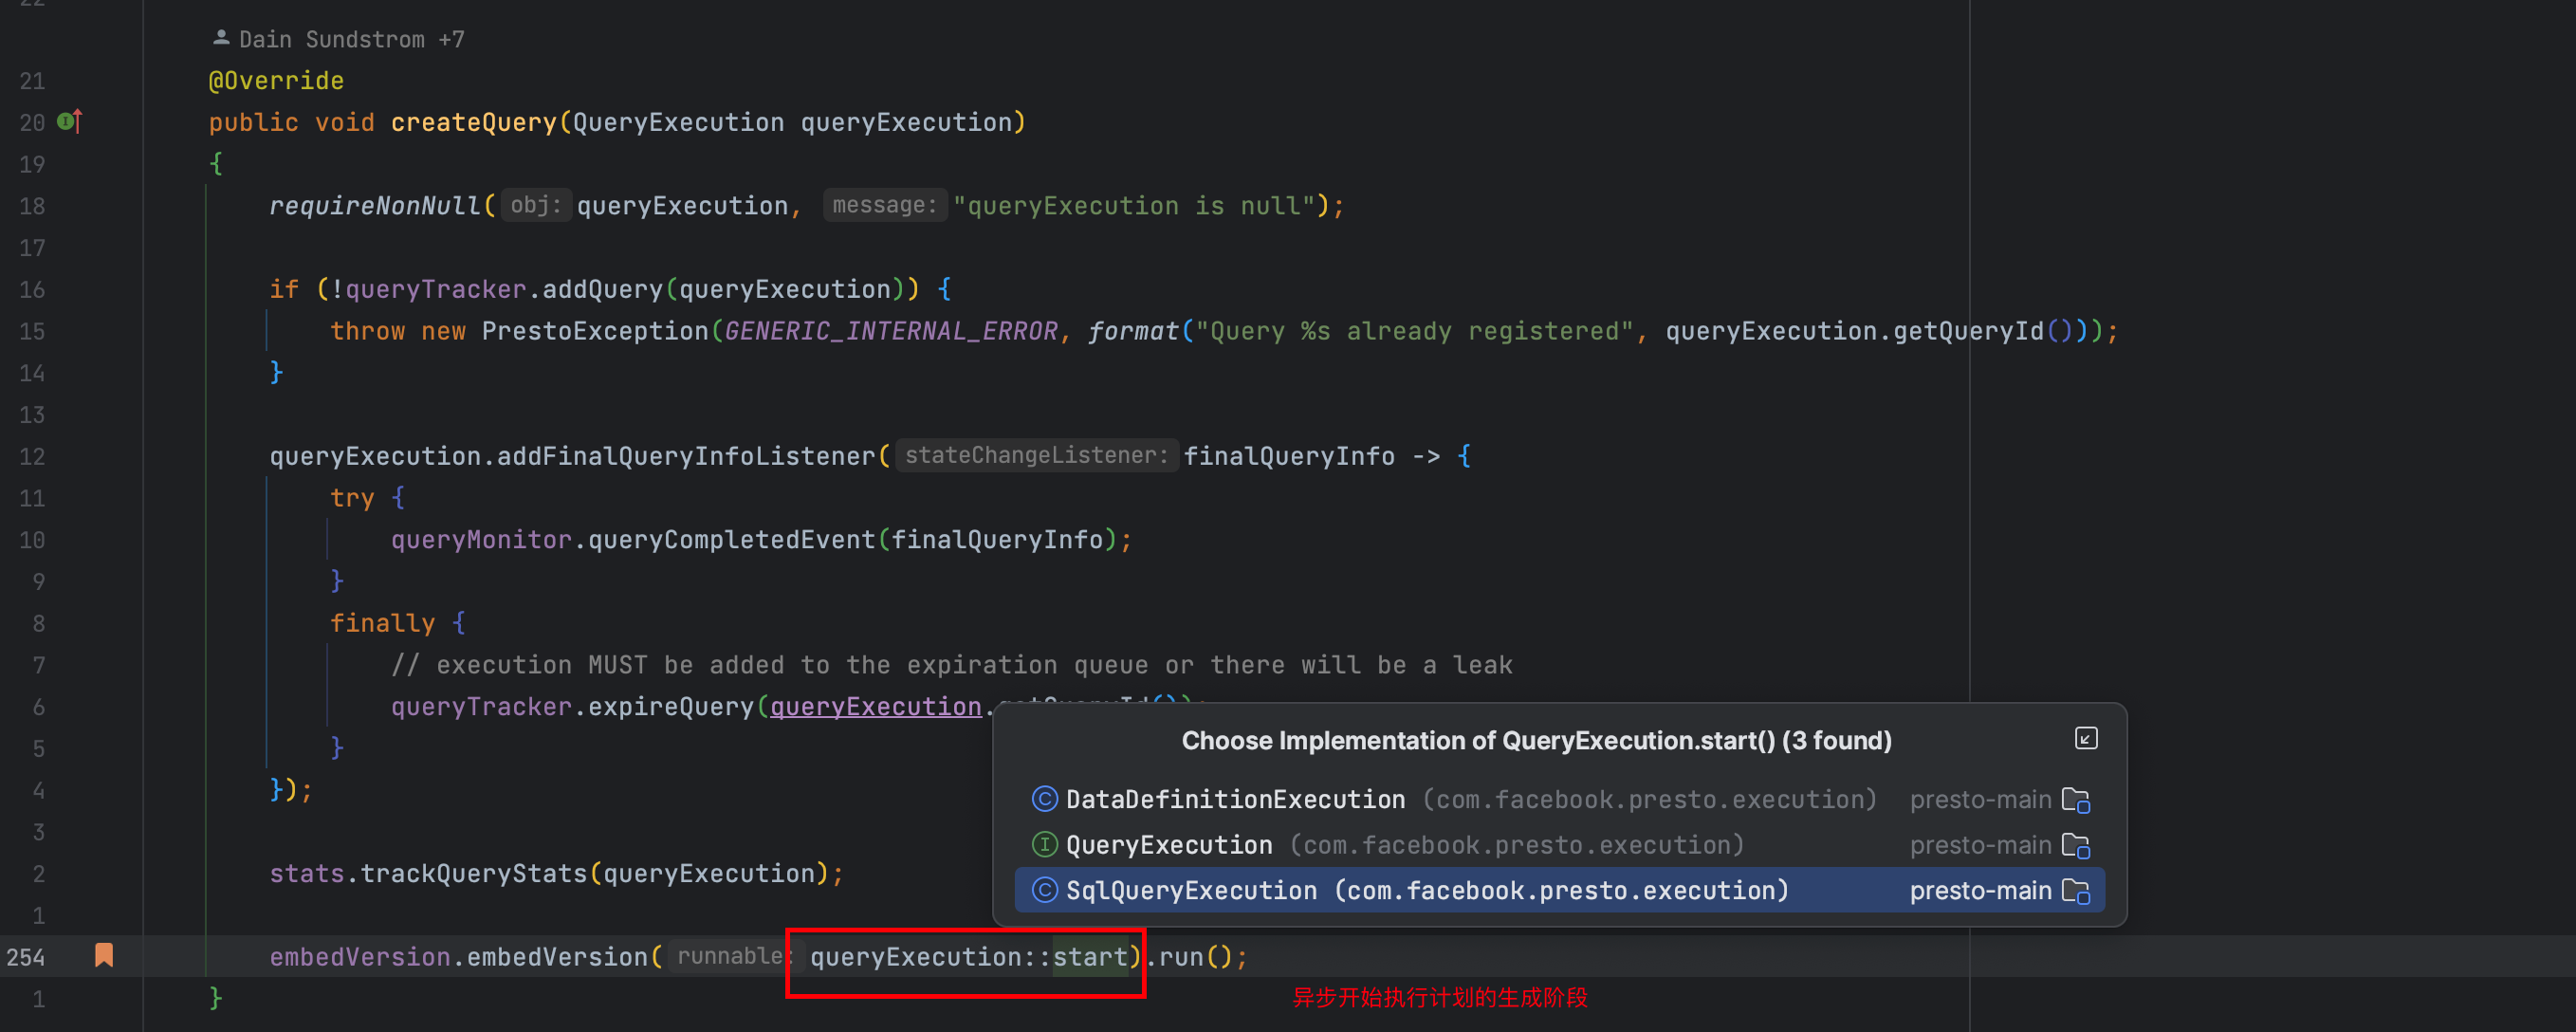 22
Dain Sundstrom +7
21 @Override
20 public void createQuery(QueryExecution queryExecution)
19 {
18 requireNonNull( obj: queryExecution, message: "queryExecution is null");
17
16 if (!queryTracker.addQuery(queryExecution)) {
15 throw new PrestoException(GENERIC_INTERNAL_ERROR, format("Query %s already registered", queryExecution.getQueryId()));
14 }
13
12 queryExecution.addFinalQueryInfoListener( stateChangeListener: finalQueryInfo -> {
11 try {
10 queryMonitor.queryCompletedEvent(finalQueryInfo);
9 }
8 finally {
7 // execution MUST be added to the expiration queue or there will be a leak
6 queryTracker.expireQuery(queryExecution.getQueryId());
5 }
4 });
3
2 stats.trackQueryStats(queryExecution);
1
254 embedVersion.embedVersion( runnable: queryExecution::start).run();
1 }
Choose Implementation of QueryExecution.start() (3 found)
DataDefinitionExecution (com.facebook.presto.execution) presto-main
QueryExecution (com.facebook.presto.execution) presto-main
SqlQueryExecution (com.facebook.presto.execution) presto-main
异步开始执行计划的生成阶段